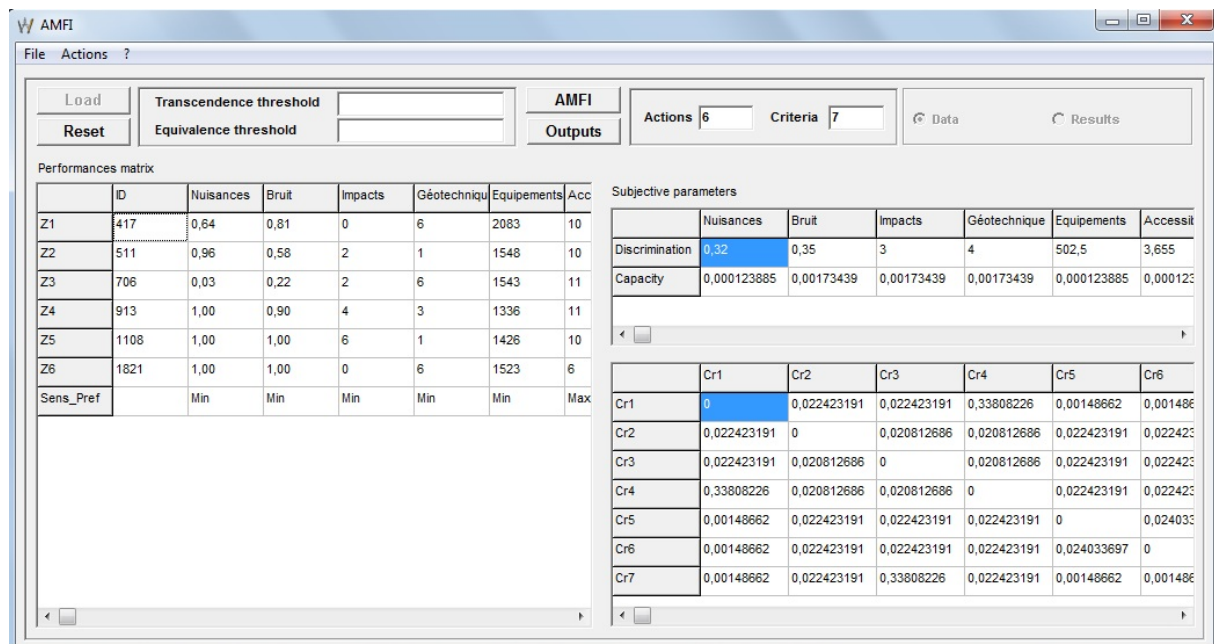 AMFI
File Actions ?
Load
Reset
Transcendence threshold
Equivalence threshold
AMFI
Outputs
Actions 6 Criteria 7
Data Results
Performances matrix
ID Nuisances Bruit Impacts Géotechniqu Equipements Acc
Z1 417 0,64 0,81 0 6 2083 10
Z2 511 0,96 0,58 2 1 1548 10
Z3 706 0,03 0,22 2 6 1543 11
Z4 913 1,00 0,90 4 3 1336 11
Z5 1108 1,00 1,00 6 1 1426 10
Z6 1821 1,00 1,00 0 6 1523 6
Sens_Pref Min Min Min Min Min Max
Subjective parameters
Nuisances Bruit Impacts Géotechnique Equipements Accessib
Discrimination 0,32 0,35 3 4 502,5 3,655
Capacity 0,000123885 0,00173439 0,00173439 0,00173439 0,000123885 0,000123
Cr1 Cr2 Cr3 Cr4 Cr5 Cr6
Cr1 0 0,022423191 0,022423191 0,33808226 0,00148662 0,001486
Cr2 0,022423191 0 0,020812686 0,020812686 0,022423191 0,022423
Cr3 0,022423191 0,020812686 0 0,020812686 0,022423191 0,022423
Cr4 0,33808226 0,020812686 0,020812686 0 0,022423191 0,022423
Cr5 0,00148662 0,022423191 0,022423191 0,022423191 0 0,024033
Cr6 0,00148662 0,022423191 0,022423191 0,022423191 0,024033697 0
Cr7 0,00148662 0,022423191 0,33808226 0,022423191 0,00148662 0,001486